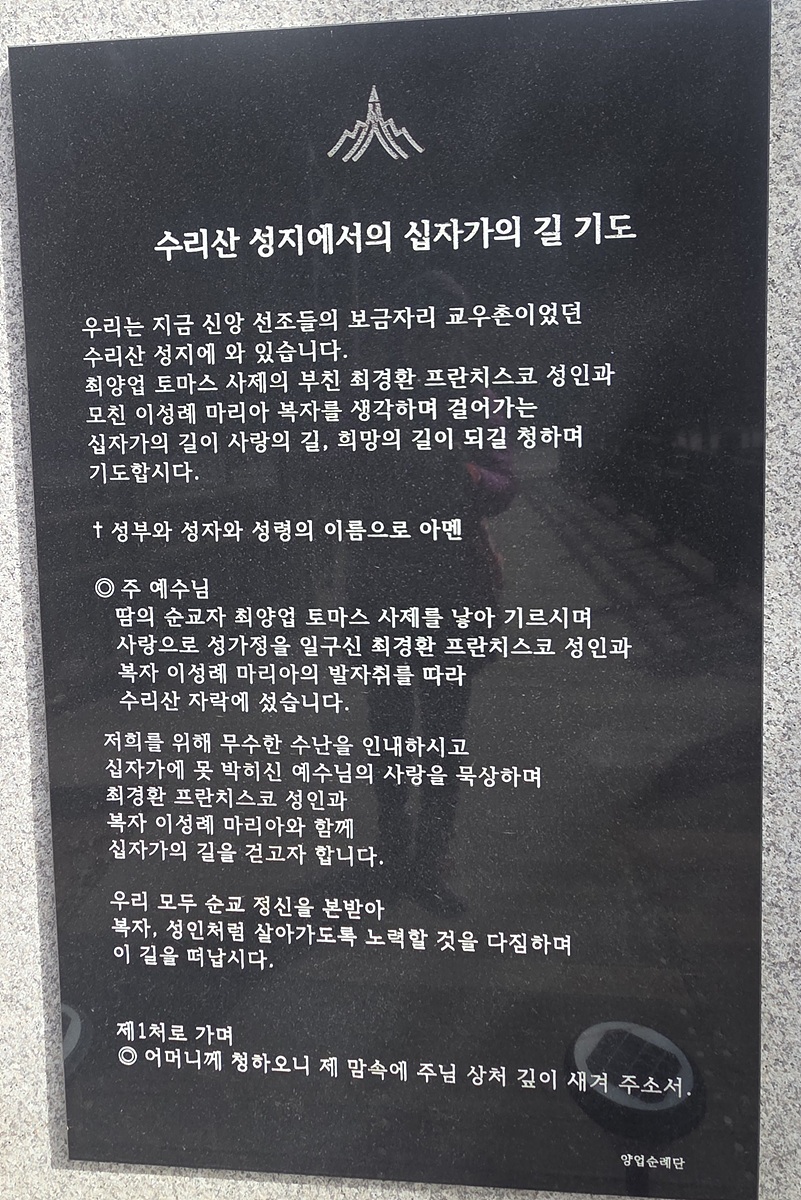 수리산 성지에서의 십자가의 길 기도
우리는 지금 신앙 선조들의 보금자리 교우촌이었던
수리산 성지에 와 있습니다.
최양업 토마스 사제의 부친 최경환 프란치스코 성인과
모친 이성례 마리아 복자를 생각하며 걸어가는
십자가의 길이 사랑의 길, 희망의 길이 되길 청하며
기도합시다.
† 성부와 성자와 성령의 이름으로 아멘
◎ 주 예수님
땀의 순교자 최양업 토마스 사제를 낳아 기르시며
사랑으로 성가정을 일구신 최경환 프란치스코 성인과
복자 이성례 마리아의 발자취를 따라
수리산 자락에 섰습니다.
저희를 위해 무수한 수난을 인내하시고
십자가에 못 박히신 예수님의 사랑을 묵상하며
최경환 프란치스코 성인과
복자 이성례 마리아와 함께
십자가의 길을 걷고자 합니다.
우리 모두 순교 정신을 본받아
복자, 성인처럼 살아가도록 노력할 것을 다짐하며
이 길을 떠납시다.
제1처로 가며
◎ 어머니께 청하오니 제 맘속에 주님 상처 깊이 새겨 주소서.
양업순례단